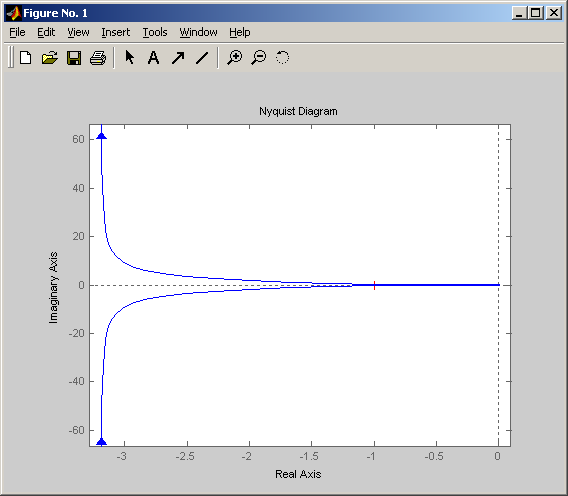 Figure No. 1
File Edit View Insert Tools Window Help
A
Nyquist Diagram
60
40
20
0
-20
-40
-60
Imaginary Axis
-3 -2.5 -2 -1.5 -1 -0.5 0
Real Axis